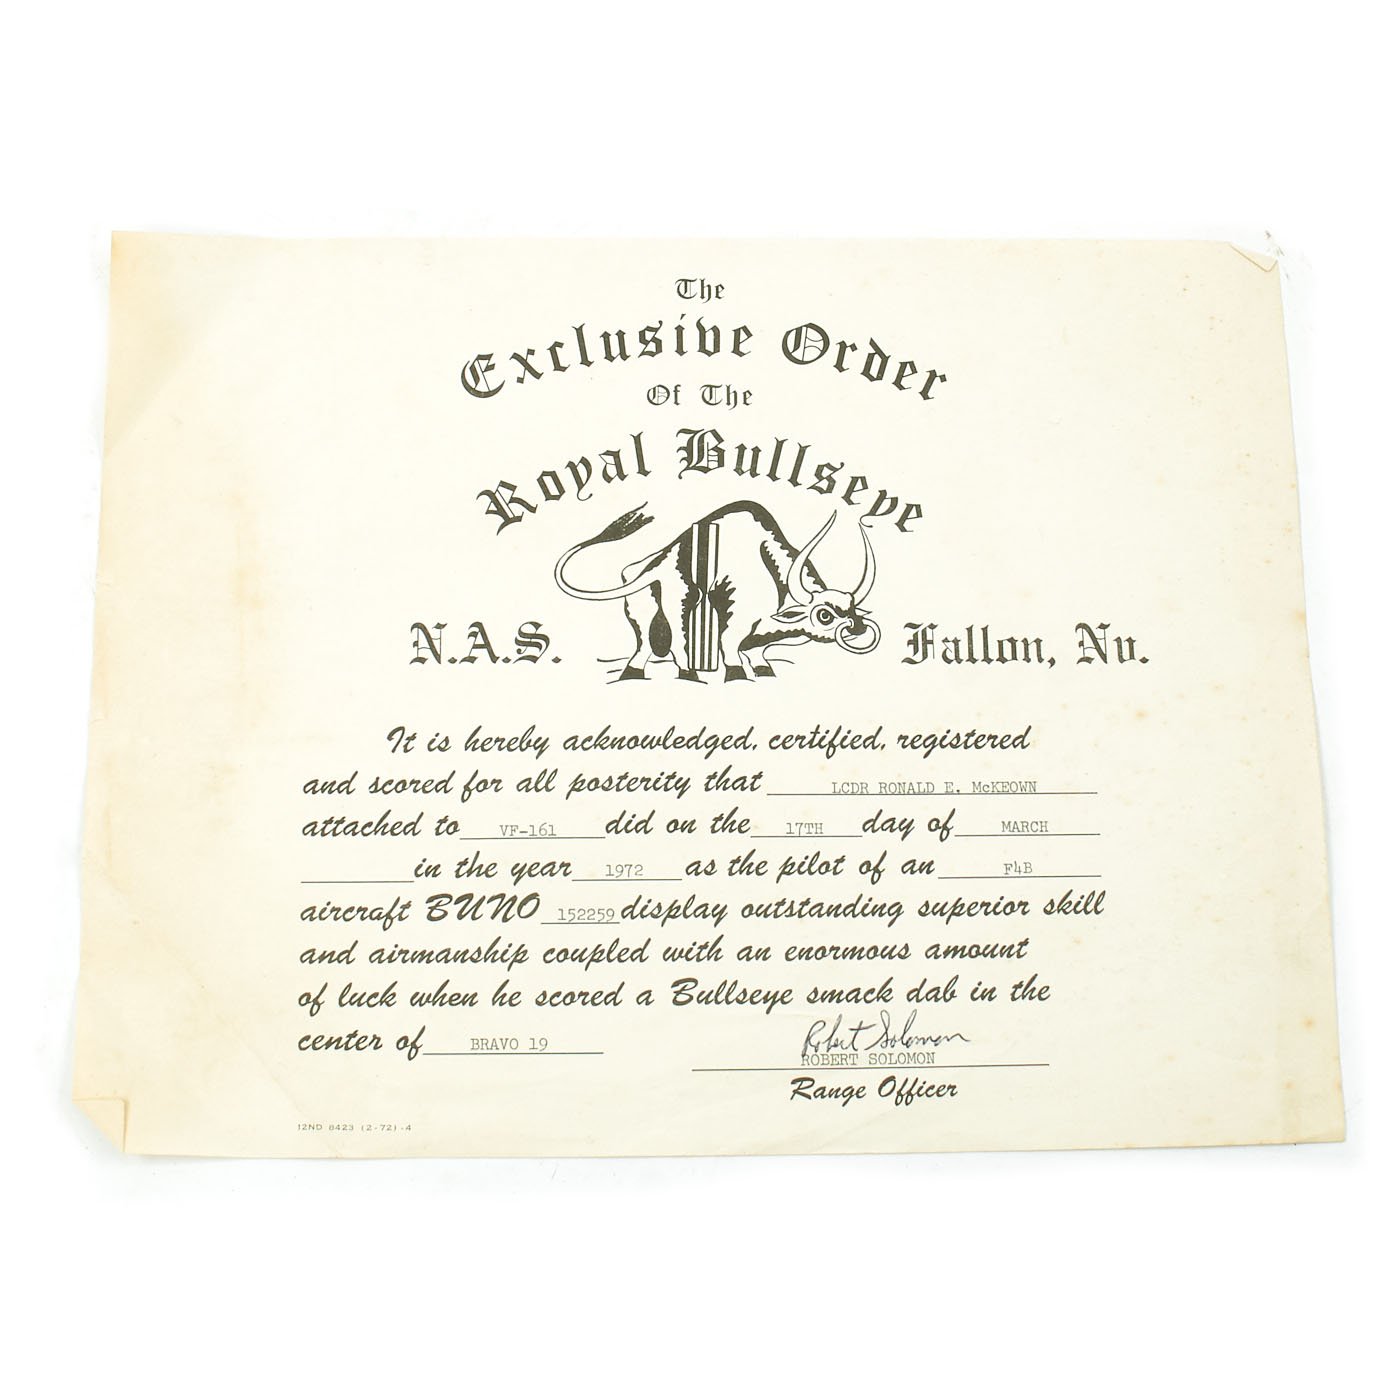 The
Exclusive Order
Of The
Royal Bullseye
N.A.S. Fallon, Nv.
It is hereby acknowledged, certified, registered
and scored for all posterity that LCDR RONALD E. McKEOWN
attached to VF-161 did on the 17TH day of MARCH
in the year 1972 as the pilot of an F4B
aircraft BUNO 152259 display outstanding superior skill
and airmanship coupled with an enormous amount
of luck when he scored a Bullseye smack dab in the
center of BRAVO 19
Robert Solomon
ROBERT SOLOMON
Range Officer
12ND 8423 (2-72)-4